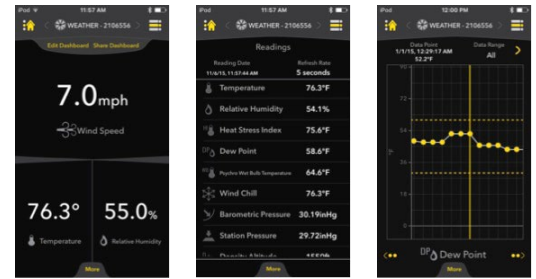 iPod 11:57 AM
WEATHER - 2106556
Edit Dashboard Share Dashboard
7.0mph
Wind Speed
76.3° 55.0%
Temperature Relative Humidity
More
iPod 11:57 AM
WEATHER - 2106556
Readings
Reading Date Refresh Rate
11/6/15, 11:57:44 AM 5 seconds
Temperature 76.3°F
Relative Humidity 54.1%
Heat Stress Index 75.6°F
DP Dew Point 58.6°F
Psychro Wet Bulb Temperature 64.6°F
Wind Chill 76.3°F
Barometric Pressure 30.19inHg
Station Pressure 29.72inHg
Density Altitude
More
iPod 12:00 PM
WEATHER - 2106556
Data Point Data Range
1/1/15, 12:29:17 AM All
52.2°F
90
72
54
°F
36
18
0
DP Dew Point
More